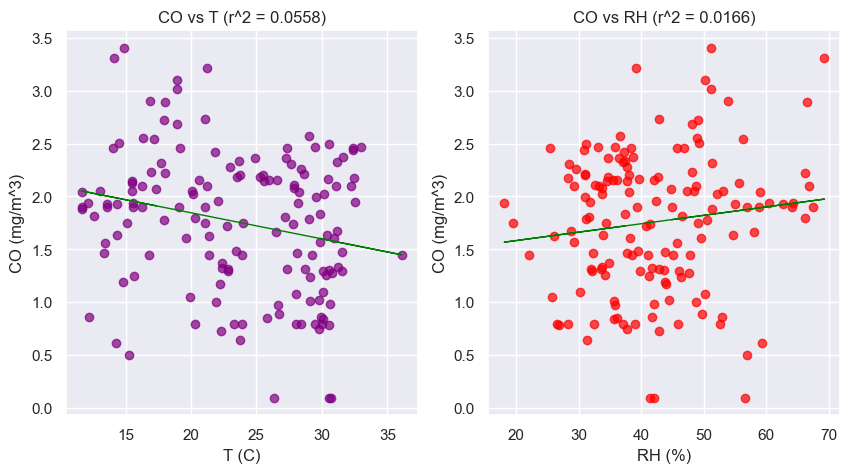 CO vs T (r^2 = 0.0558)
CO (mg/m^3)
3.5
3.0
2.5
2.0
1.5
1.0
0.5
0.0
15 20 25 30 35
T (C)
CO vs RH (r^2 = 0.0166)
CO (mg/m^3)
3.5
3.0
2.5
2.0
1.5
1.0
0.5
0.0
20 30 40 50 60 70
RH (%)